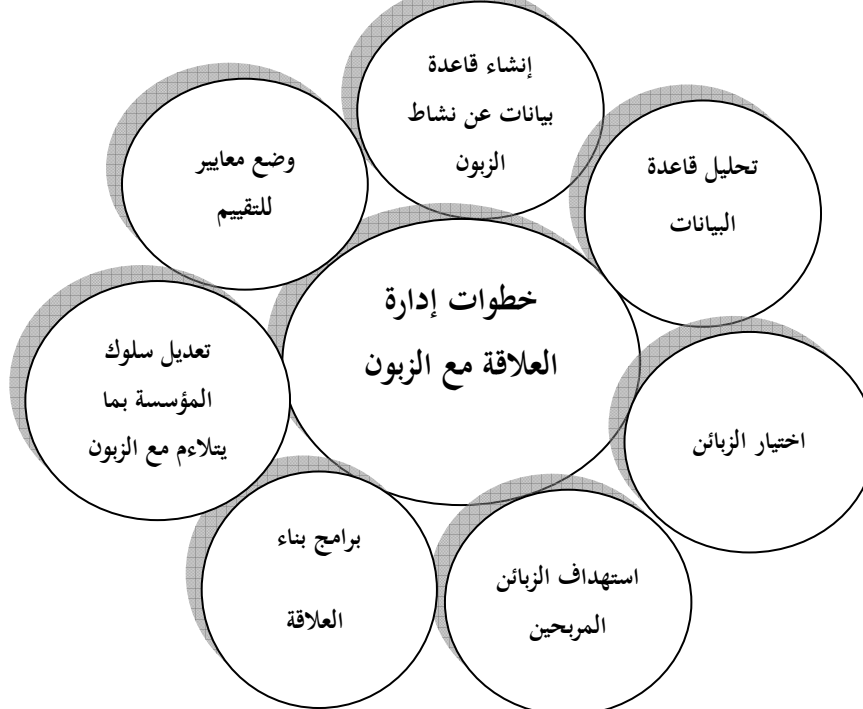 إنشاء قاعدة
بيانات عن نشاط
الزبون
تحليل قاعدة
البيانات
اختيار الزبائن
استهداف الزبائن
المربحين
برامج بناء
العلاقة
تعديل سلوك
المؤسسة بما
يتلاءم مع الزبون
وضع معايير
للتقييم
خطوات إدارة
العلاقة مع الزبون